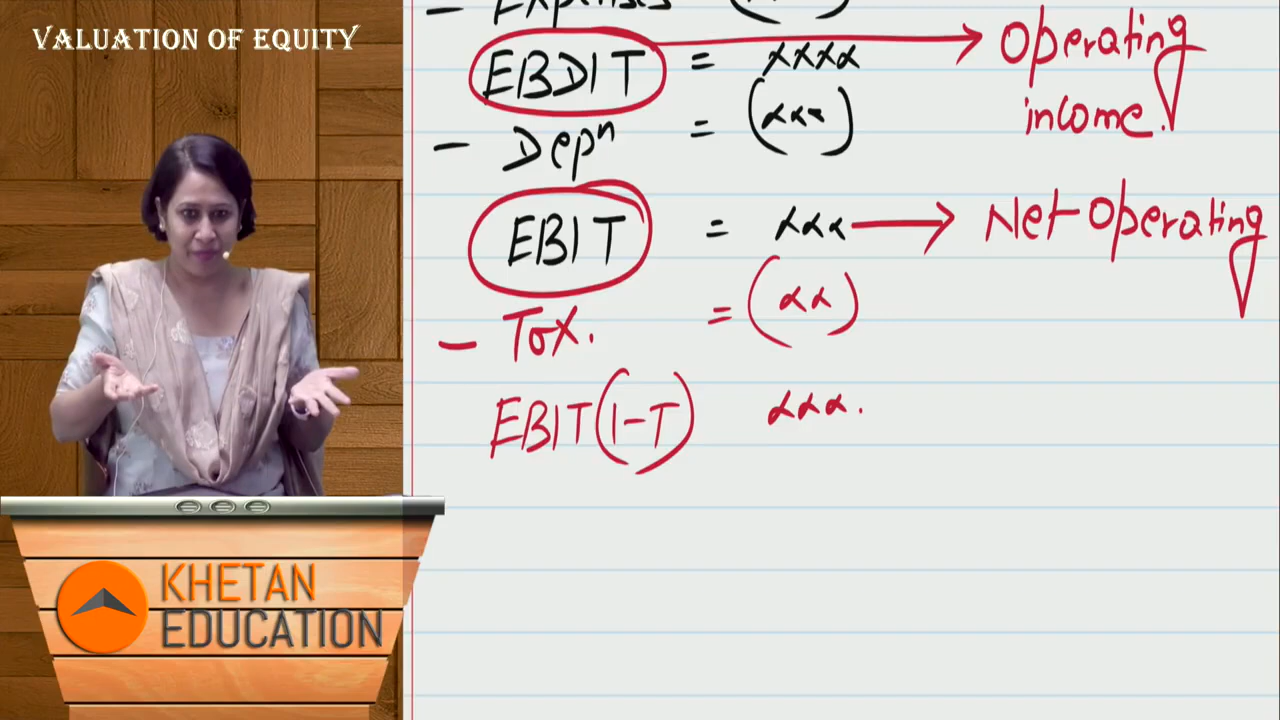 VALUATION OF EQUITY
- Expenses
EBDIT = xxxx → Operating income.
- Depⁿ = (xxx)
EBIT = xxx → Net Operating
- Tax. = (xx)
EBIT(1-T) xxx.
KHETAN
EDUCATION